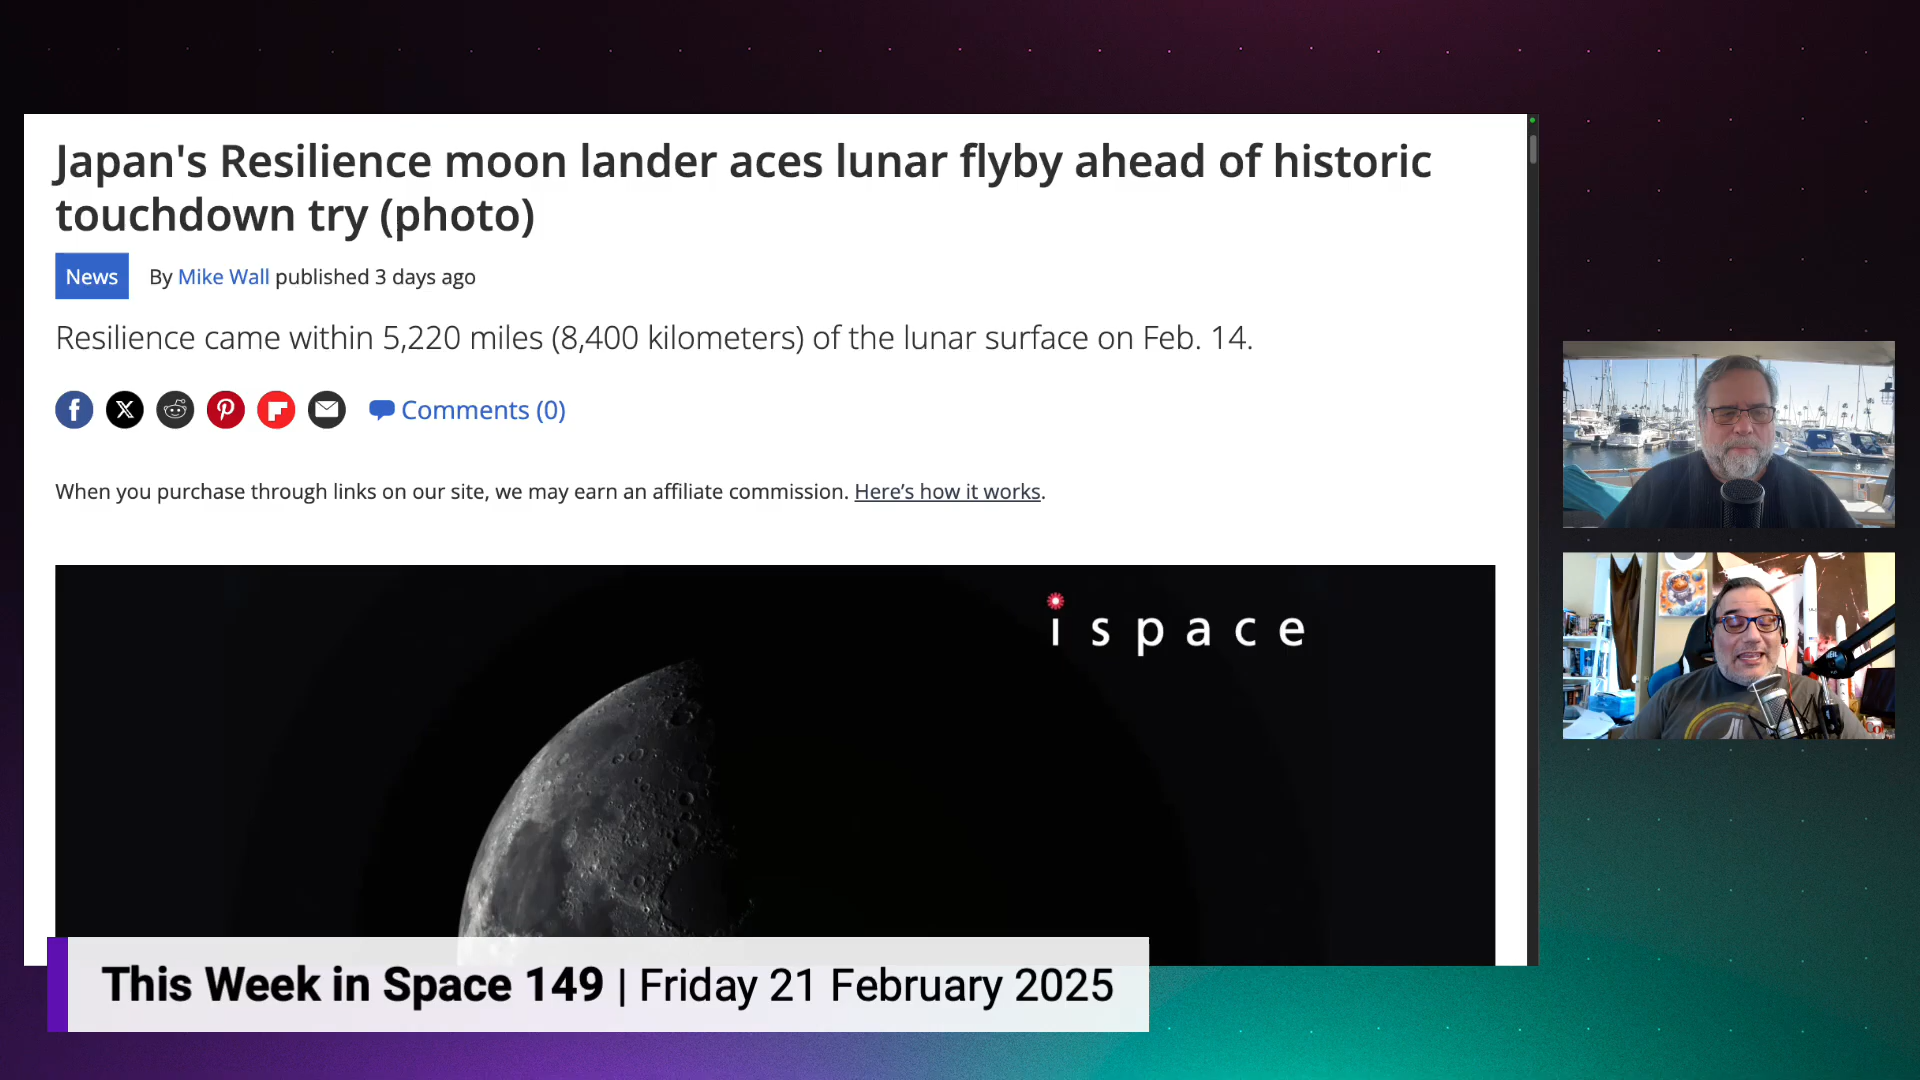 Japan's Resilience moon lander aces lunar flyby ahead of historic
touchdown try (photo)
News By Mike Wall published 3 days ago
Resilience came within 5,220 miles (8,400 kilometers) of the lunar surface on Feb. 14.
Comments (0)
When you purchase through links on our site, we may earn an affiliate commission. Here’s how it works.
ispace
This Week in Space 149 | Friday 21 February 2025